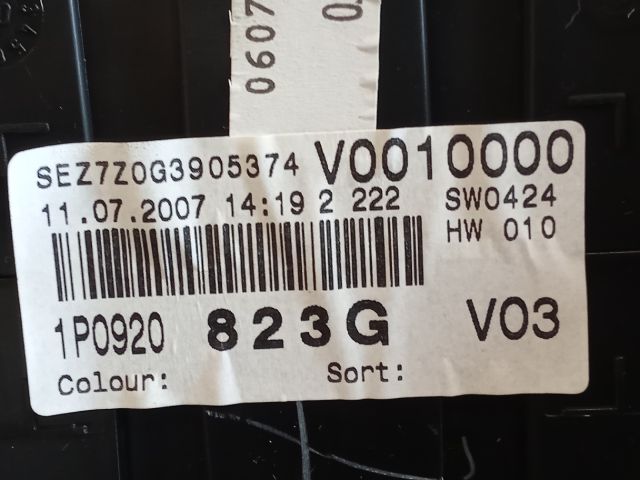 0607
SEZ7Z0G3905374 V0010000
11.07.2007 14:19 2 222 SW0424
HW 010
1P0920 823G V03
Colour: Sort: